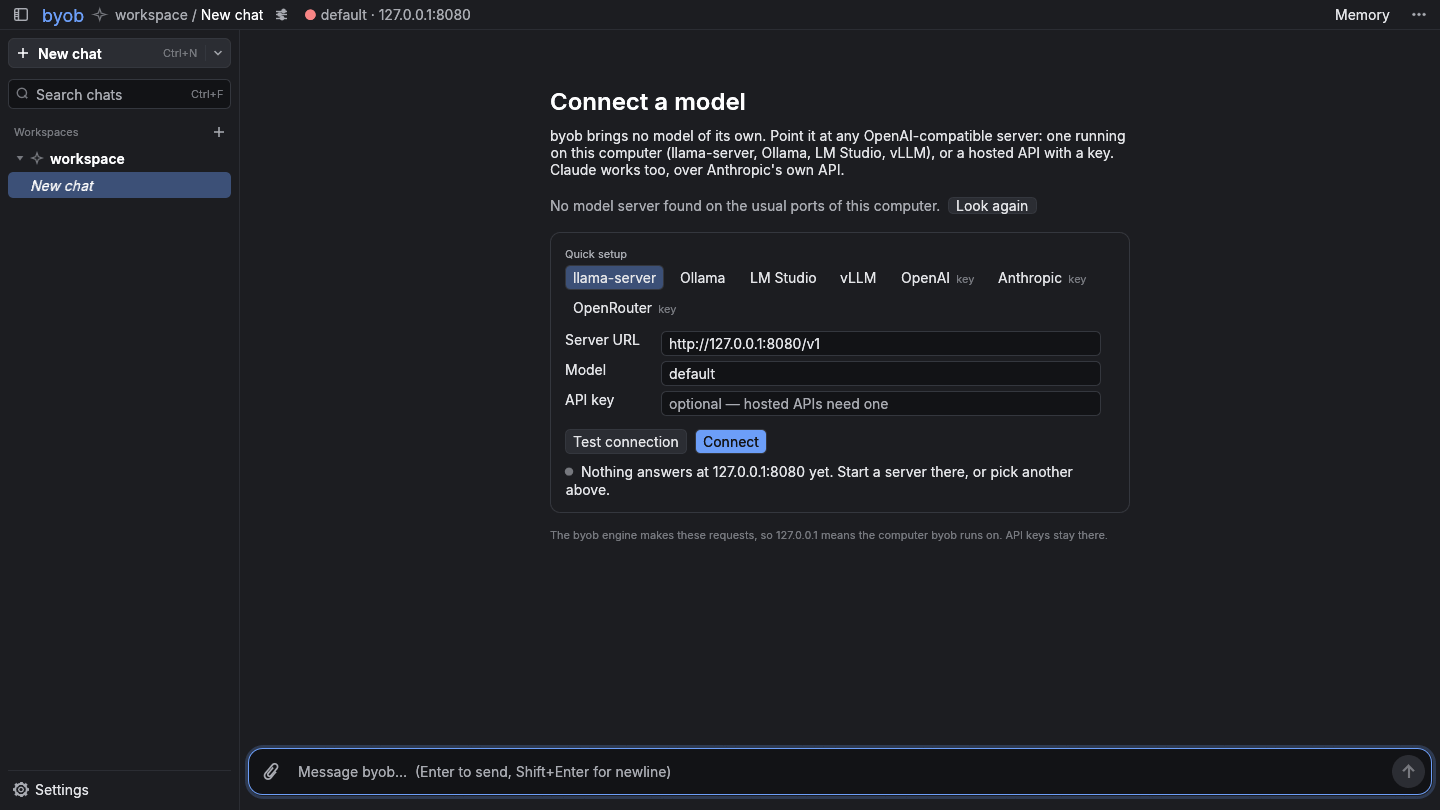 byob workspace / New chat default · 127.0.0.1:8080 Memory
New chat Ctrl+N
Search chats Ctrl+F
Workspaces
workspace
New chat
Settings
Connect a model
byob brings no model of its own. Point it at any OpenAI-compatible server: one running
on this computer (llama-server, Ollama, LM Studio, vLLM), or a hosted API with a key.
Claude works too, over Anthropic's own API.
No model server found on the usual ports of this computer. Look again
Quick setup
llama-server Ollama LM Studio vLLM OpenAI key Anthropic key
OpenRouter key
Server URL http://127.0.0.1:8080/v1
Model default
API key optional — hosted APIs need one
Test connection Connect
Nothing answers at 127.0.0.1:8080 yet. Start a server there, or pick another
above.
The byob engine makes these requests, so 127.0.0.1 means the computer byob runs on. API keys stay there.
Message byob... (Enter to send, Shift+Enter for newline)